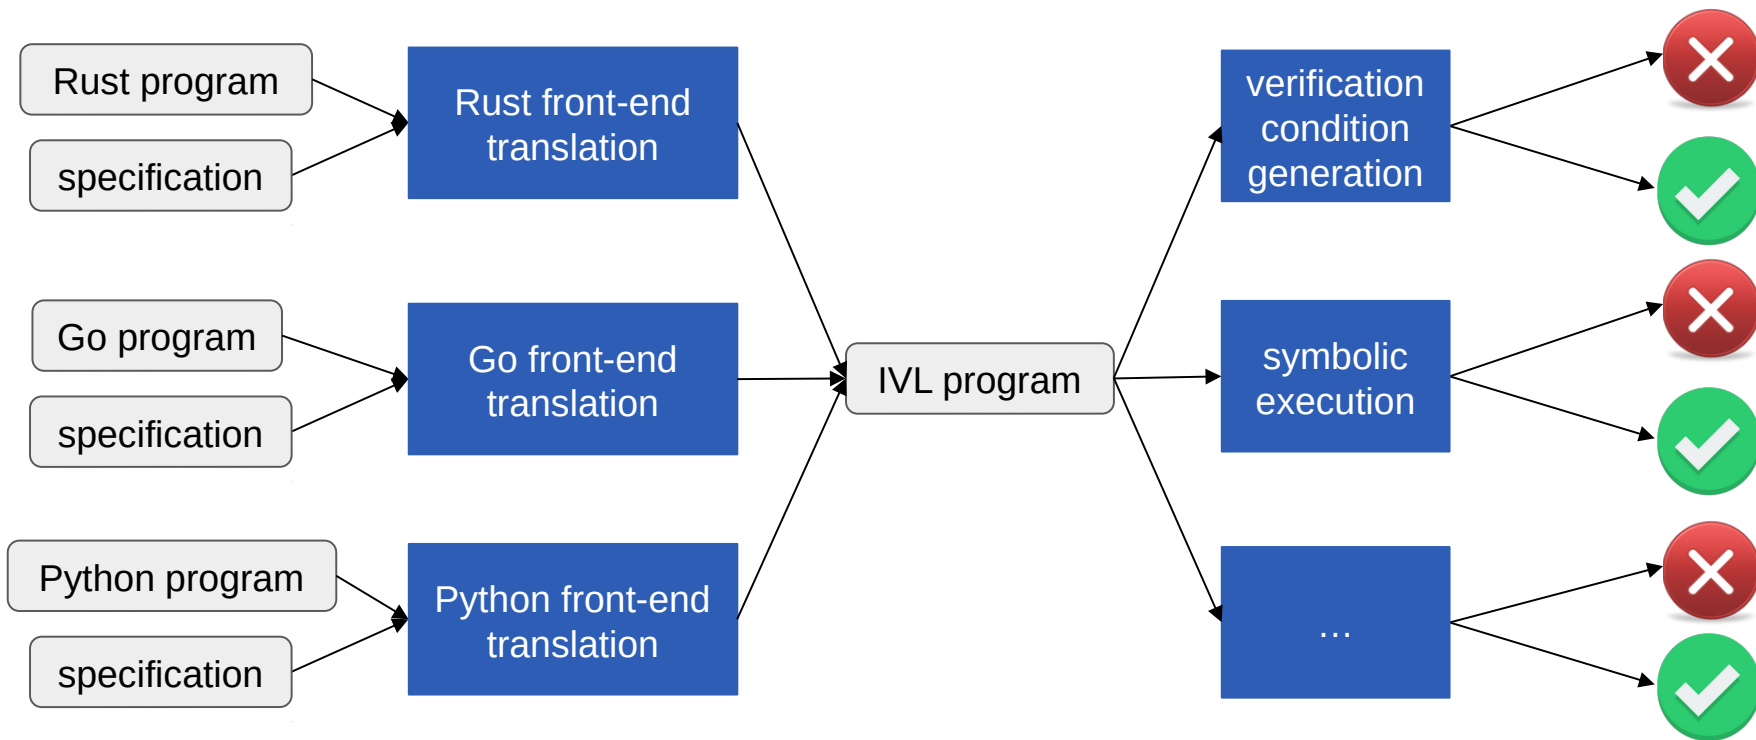 Rust program
specification
Rust front-end
translation
Go program
specification
Go front-end
translation
Python program
specification
Python front-end
translation
IVL program
verification
condition
generation
symbolic
execution
...